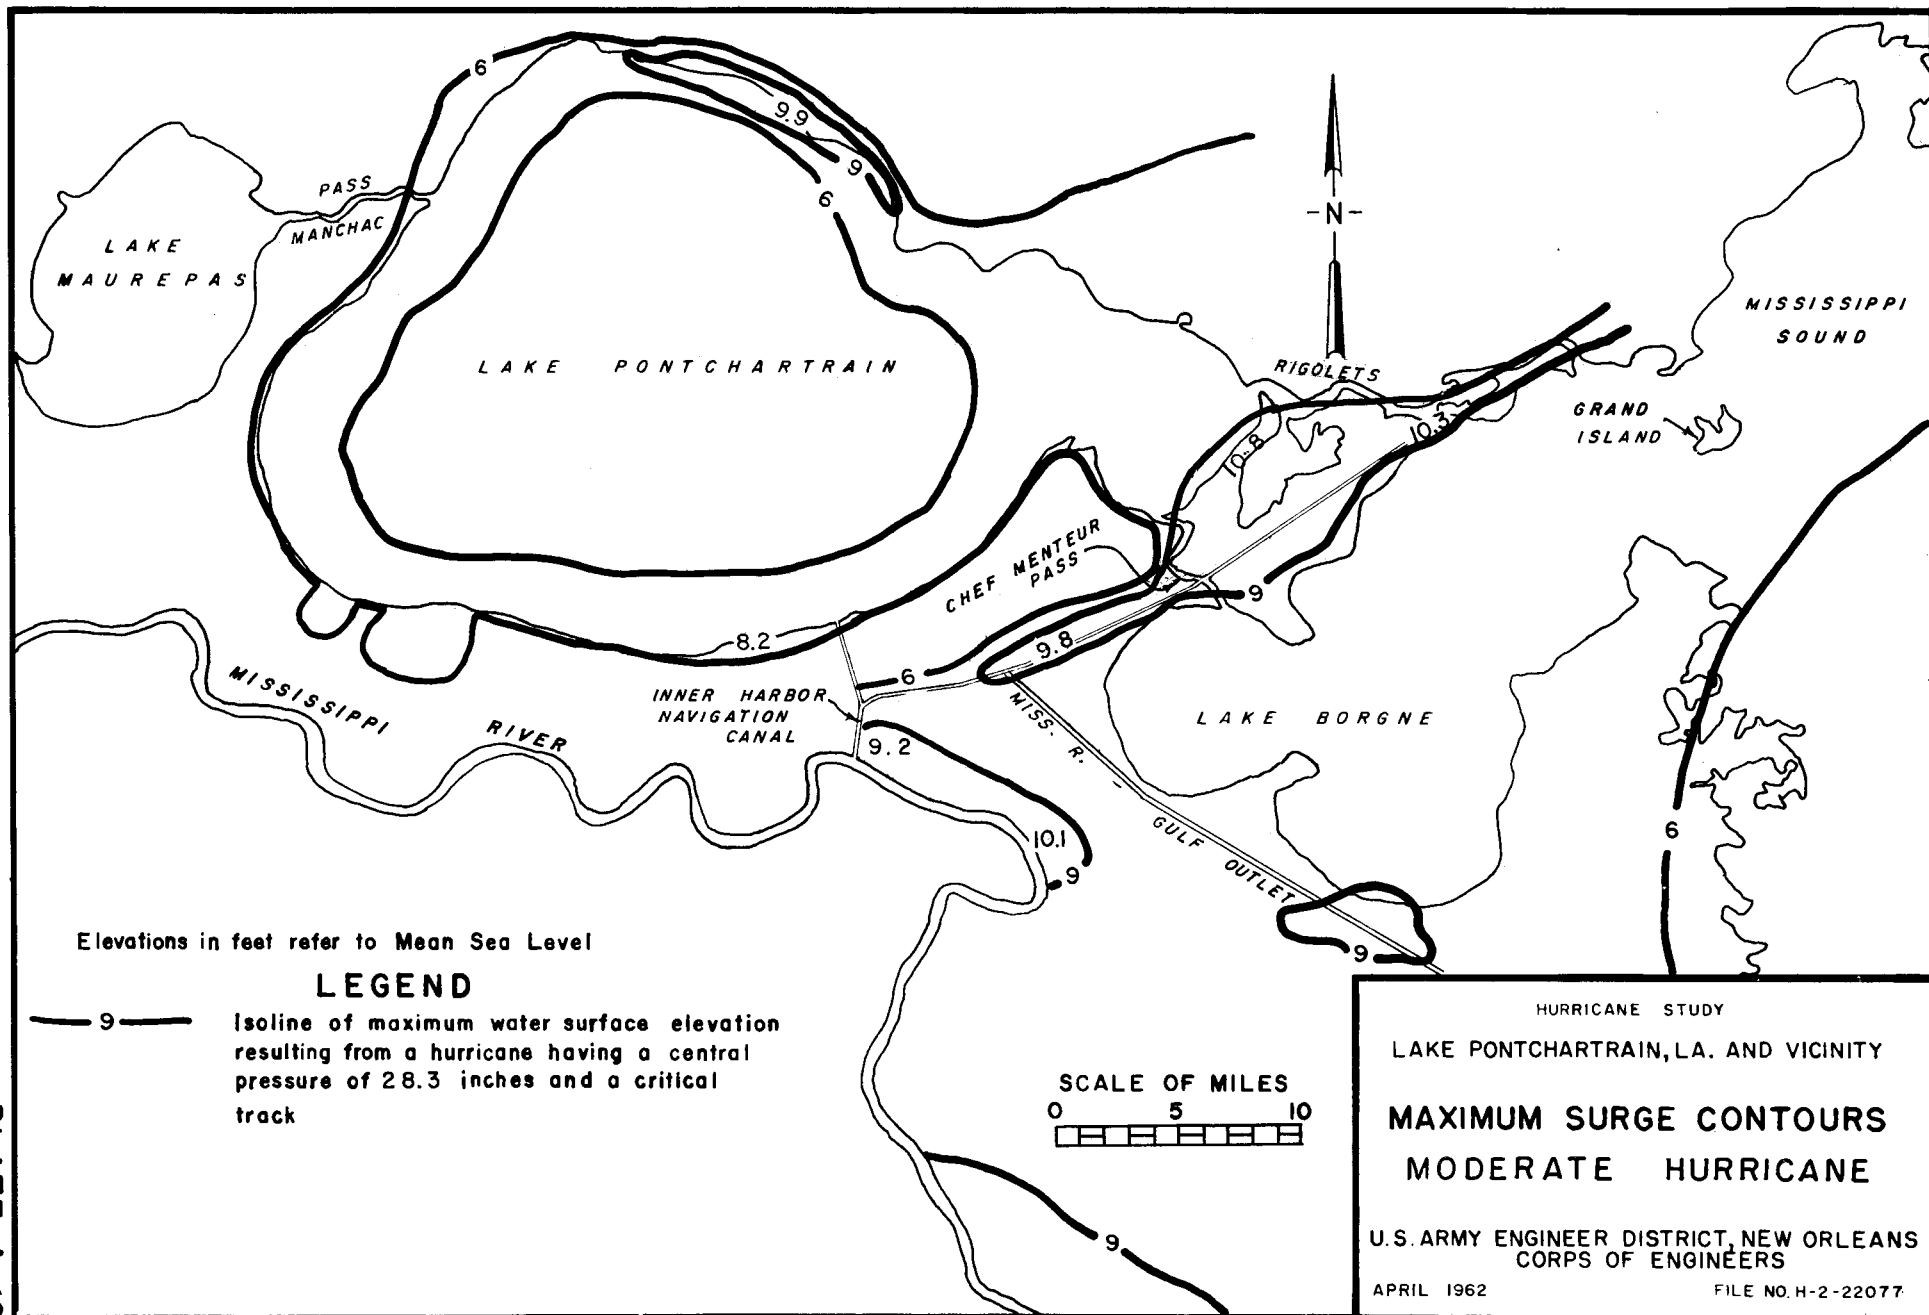 6
9.9
9
6
PASS
MANCHAC
LAKE
MAUREPAS
-N-
MISSISSIPPI
SOUND
LAKE PONTCHARTRAIN
RIGOLETS
GRAND
ISLAND
10.8
10.3
CHEF MENTEUR
PASS
9
8.2
9.8
6
MISSISSIPPI
RIVER
INNER HARBOR
NAVIGATION
CANAL
9.2
MISS. R. - GULF OUTLET
LAKE BORGNE
10.1
9
6
9
9
Elevations in feet refer to Mean Sea Level
LEGEND
9
Isoline of maximum water surface elevation
resulting from a hurricane having a central
pressure of 28.3 inches and a critical
track
SCALE OF MILES
0 5 10
HURRICANE STUDY
LAKE PONTCHARTRAIN, LA. AND VICINITY
MAXIMUM SURGE CONTOURS
MODERATE HURRICANE
U.S. ARMY ENGINEER DISTRICT, NEW ORLEANS
CORPS OF ENGINEERS
APRIL 1962 FILE NO. H-2-22077